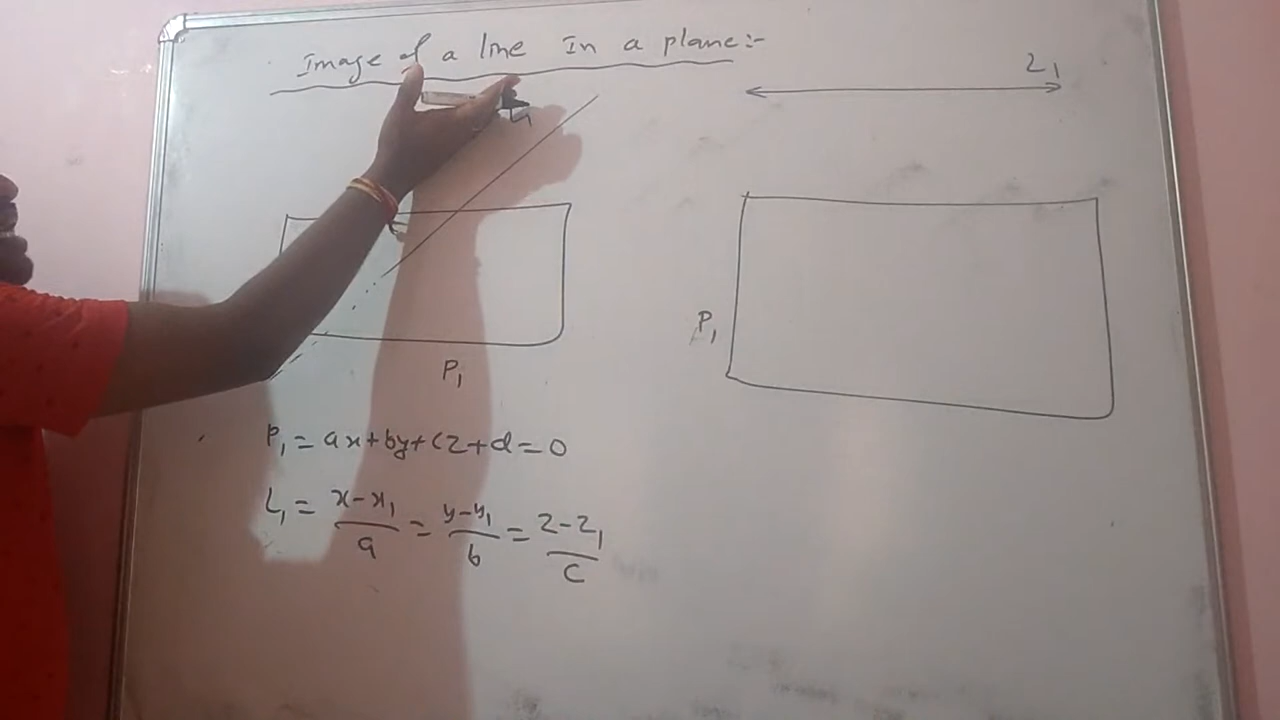 Image of a line In a plane:-
L1
L1
P1
P1
P1 = ax+by+cz+d=0
L1 = x-x1/a = y-y1/b = z-z1/c